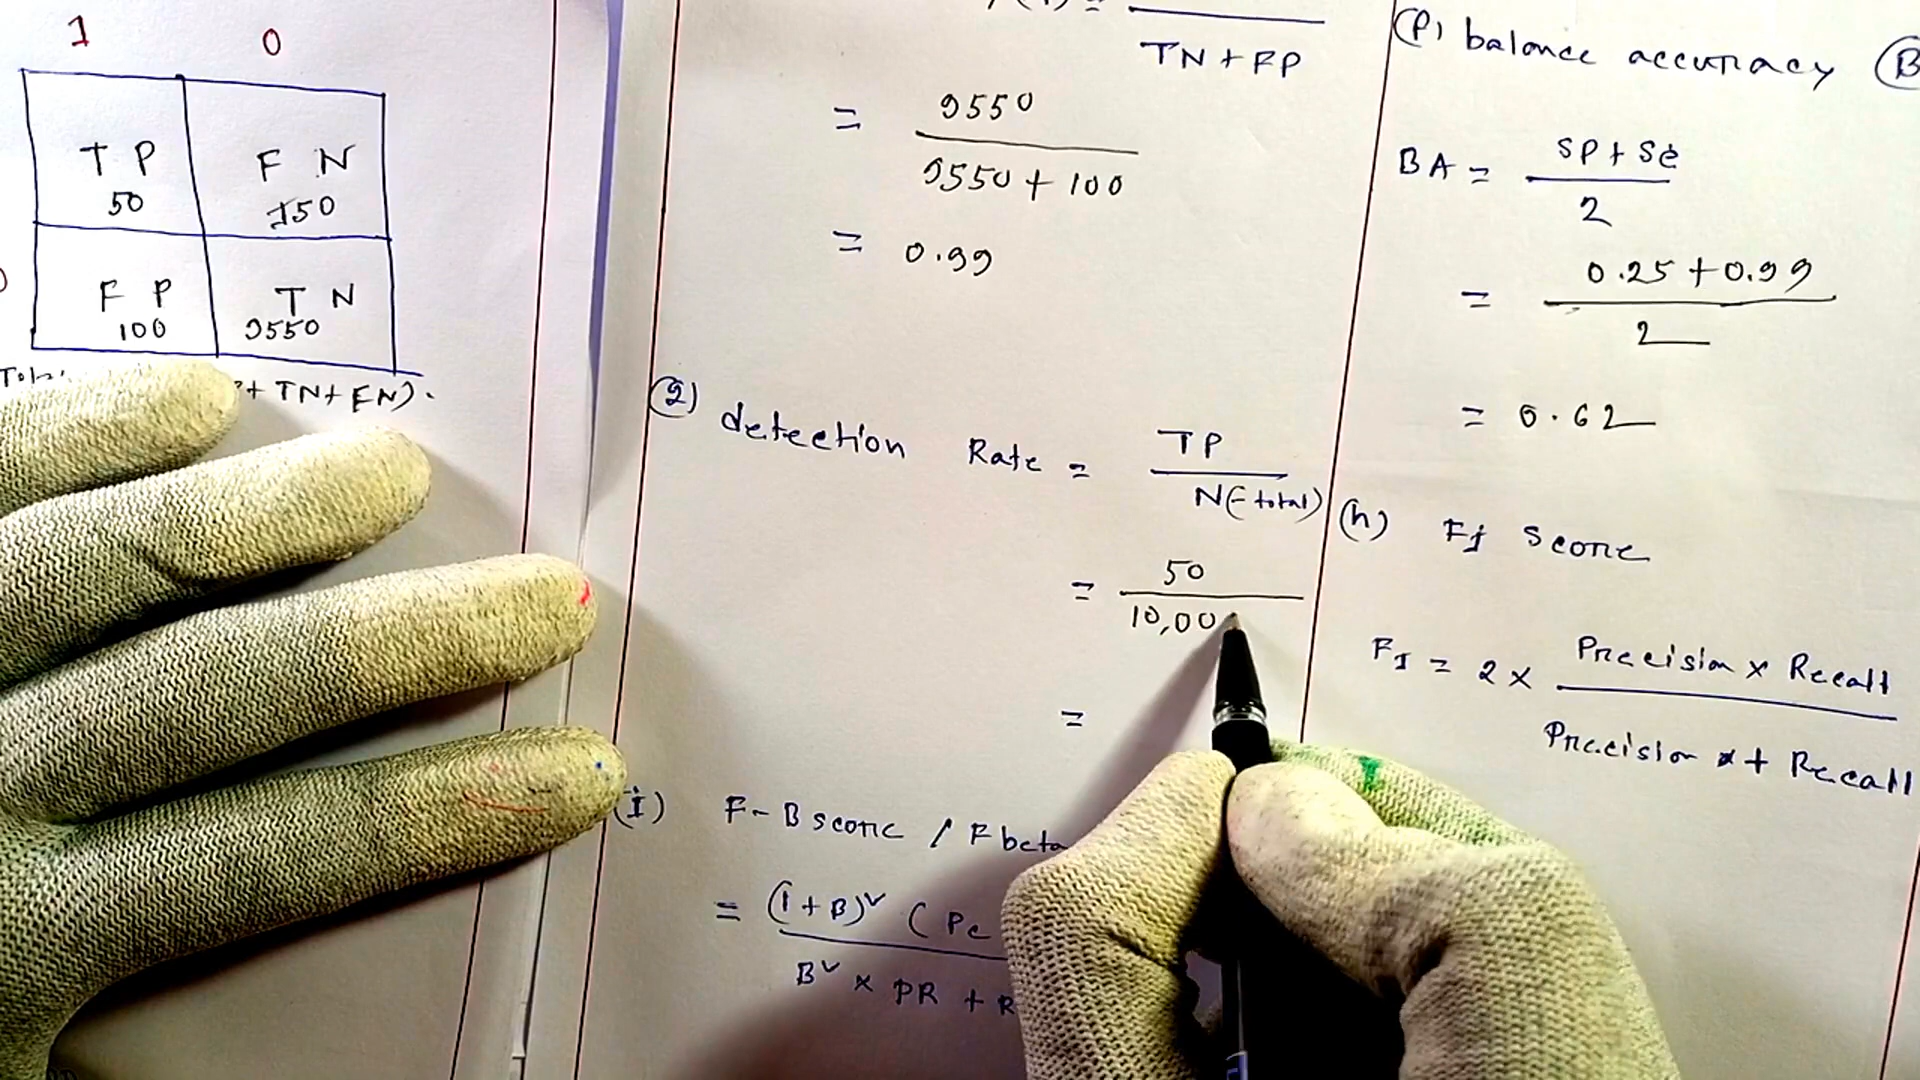 1 0
T P F N
50 150
F P T N
100 9550
+ TN + FN).
TN + FP
= 9550
9550 + 100
= 0.99
(g) detection Rate = TP
N(= total)
= 50
10,00
=
(I) F-B score / F beta
= (1+B)² ( Pe
B² × PR + R
(P) balance accuracy (B
BA = SP + Se
2
= 0.25 + 0.99
2
= 0.62
(h) F1 Score
F1 = 2 × Precision × Recall
Precision + Recall